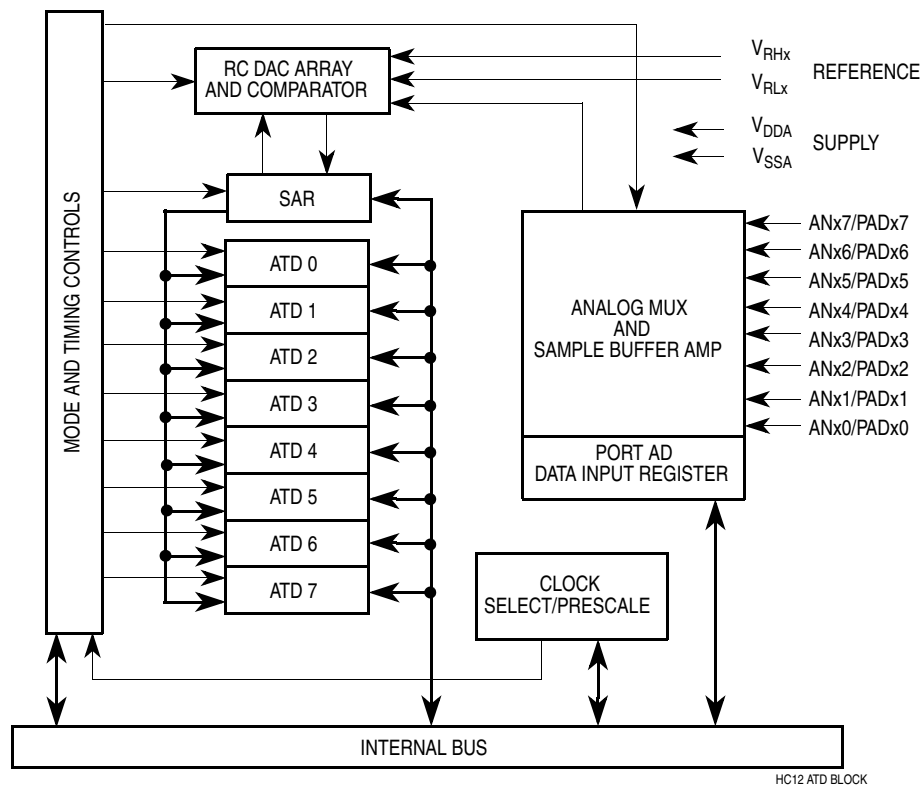 MODE AND TIMING CONTROLS
RC DAC ARRAY
AND COMPARATOR
V_RHx
V_RLx
REFERENCE
V_DDA
V_SSA
SUPPLY
SAR
ATD 0
ATD 1
ATD 2
ATD 3
ATD 4
ATD 5
ATD 6
ATD 7
ANALOG MUX
AND
SAMPLE BUFFER AMP
PORT AD
DATA INPUT REGISTER
ANx7/PADx7
ANx6/PADx6
ANx5/PADx5
ANx4/PADx4
ANx3/PADx3
ANx2/PADx2
ANx1/PADx1
ANx0/PADx0
CLOCK
SELECT/PRESCALE
INTERNAL BUS
HC12 ATD BLOCK